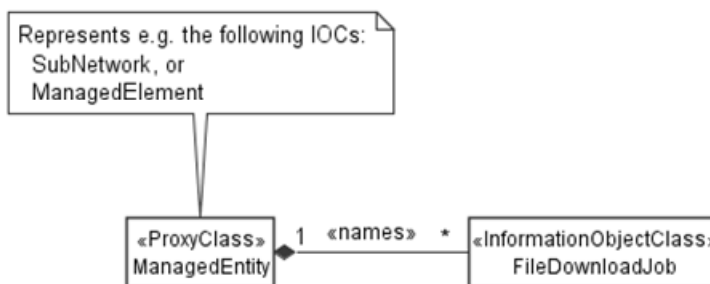 Represents e.g. the following IOCs:
SubNetwork, or
ManagedElement
«ProxyClass»
ManagedEntity
1 «names» *
«InformationObjectClass»
FileDownloadJob